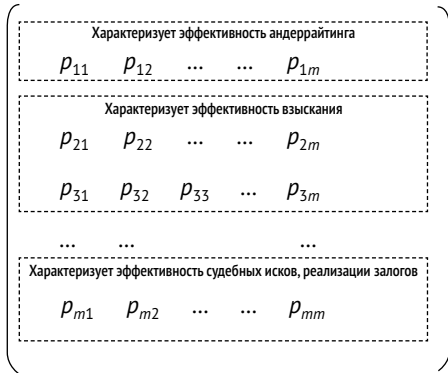 Характеризует эффективность андеррайтинга
p11 p12 ... ... p1m
Характеризует эффективность взыскания
p21 p22 ... ... p2m
p31 p32 p33 ... p3m
... ... ...
Характеризует эффективность судебных исков, реализации залогов
pm1 pm2 ... ... pmm